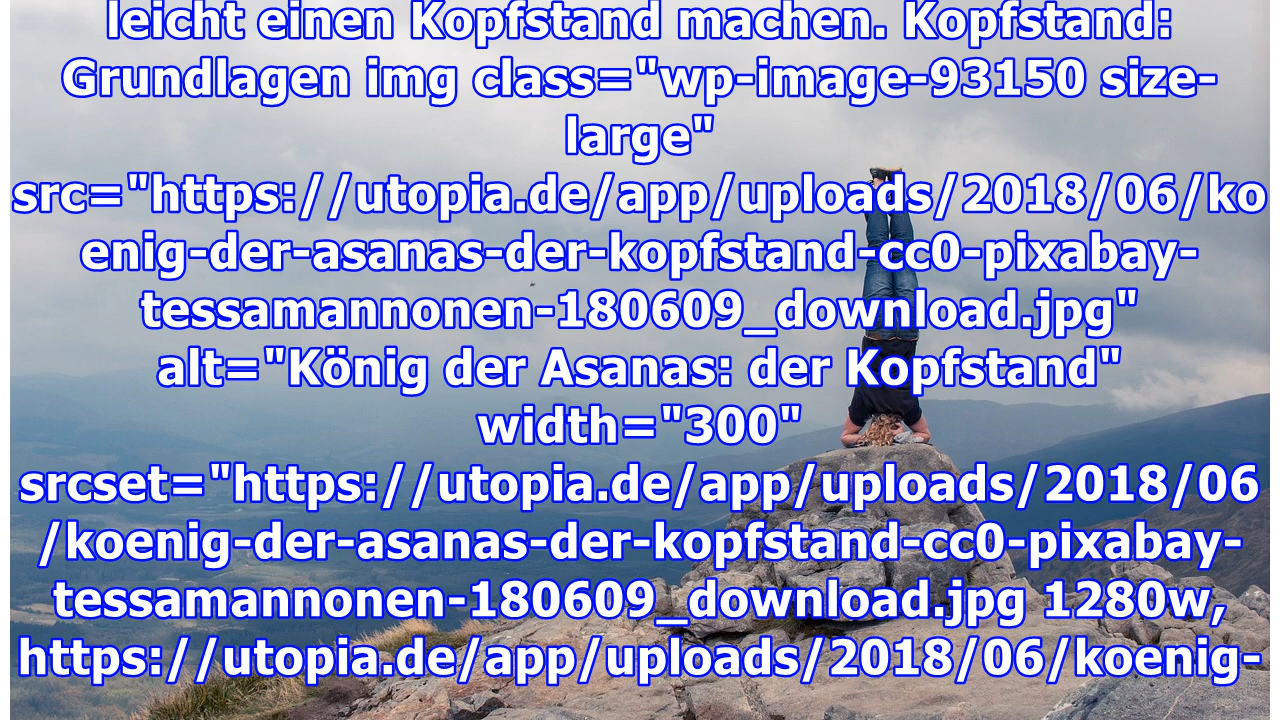 leicht einen Kopfstand machen. Kopfstand:
Grundlagen img class="wp-image-93150 size-
large"
src="https://utopia.de/app/uploads/2018/06/ko
enig-der-asanas-der-kopfstand-cc0-pixabay-
tessamannonen-180609_download.jpg"
alt="König der Asanas: der Kopfstand"
width="300"
srcset="https://utopia.de/app/uploads/2018/06
/koenig-der-asanas-der-kopfstand-cc0-pixabay-
tessamannonen-180609_download.jpg 1280w,
https://utopia.de/app/uploads/2018/06/koenig-